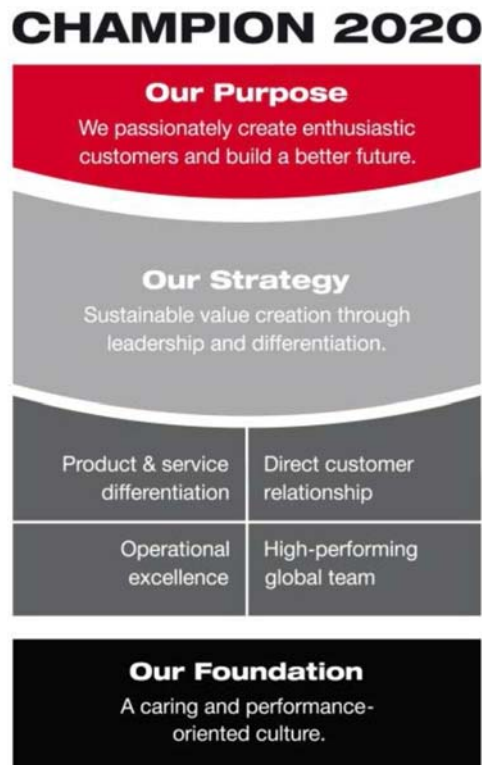 CHAMPION 2020
Our Purpose
We passionately create enthusiastic
customers and build a better future.
Our Strategy
Sustainable value creation through
leadership and differentiation.
Product & service
differentiation
Direct customer
relationship
Operational
excellence
High-performing
global team
Our Foundation
A caring and performance-
oriented culture.